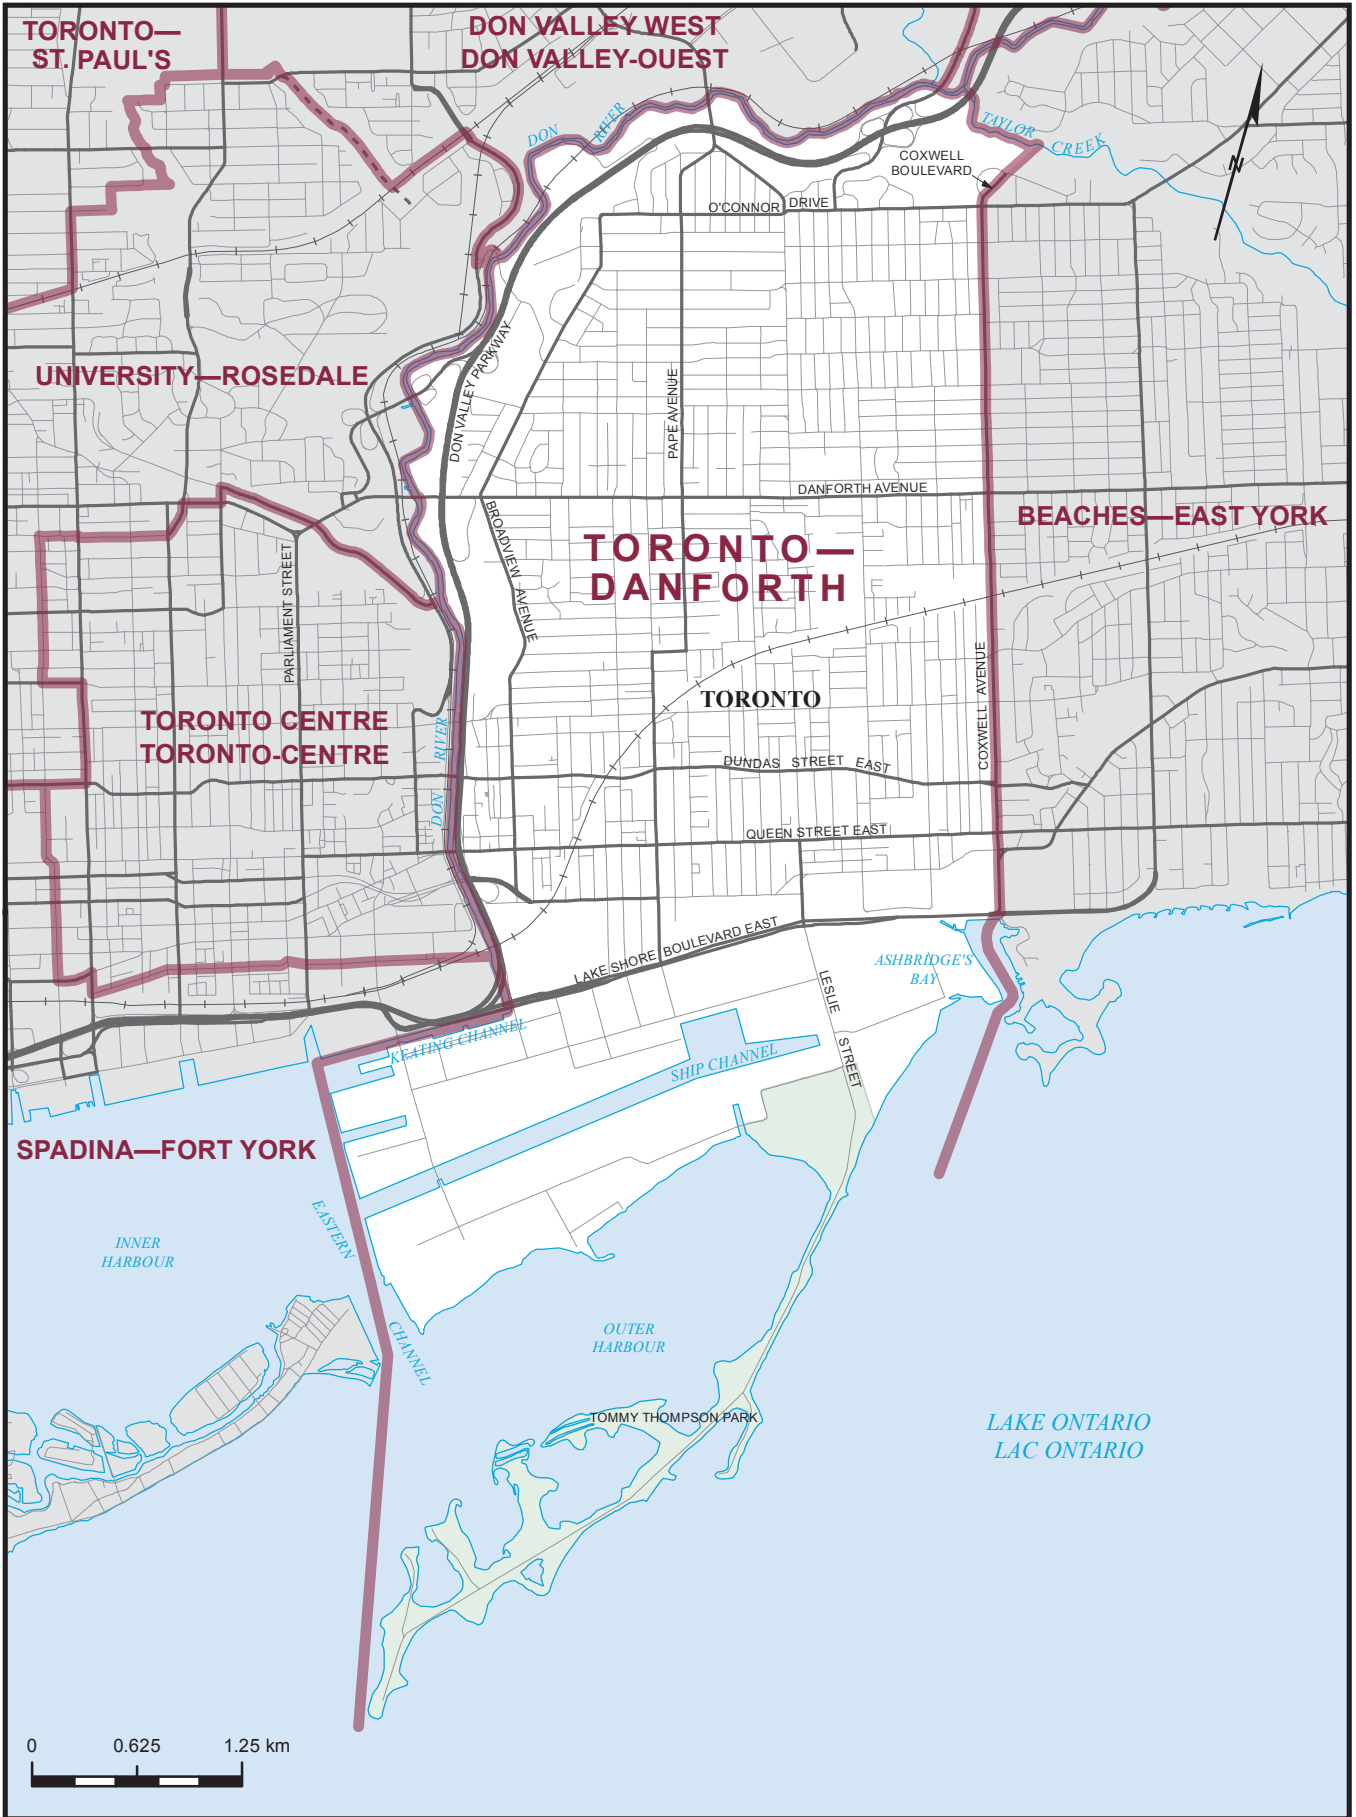 TORONTO—
ST. PAUL'S
DON VALLEY WEST
DON VALLEY-OUEST
DON RIVER
TAYLOR CREEK
COXWELL
BOULEVARD
N
O'CONNOR DRIVE
UNIVERSITY—ROSEDALE
DON VALLEY PARKWAY
PAPE AVENUE
DANFORTH AVENUE
BEACHES—EAST YORK
BROADVIEW AVENUE
TORONTO—
DANFORTH
PARLIAMENT STREET
COXWELL AVENUE
TORONTO
TORONTO CENTRE
TORONTO-CENTRE
DON RIVER
DUNDAS STREET EAST
QUEEN STREET EAST
LAKE SHORE BOULEVARD EAST
ASHBRIDGE'S
BAY
LESLIE STREET
KEATING CHANNEL
SHIP CHANNEL
SPADINA—FORT YORK
EASTERN CHANNEL
INNER
HARBOUR
OUTER
HARBOUR
TOMMY THOMPSON PARK
LAKE ONTARIO
LAC ONTARIO
0 0.625 1.25 km